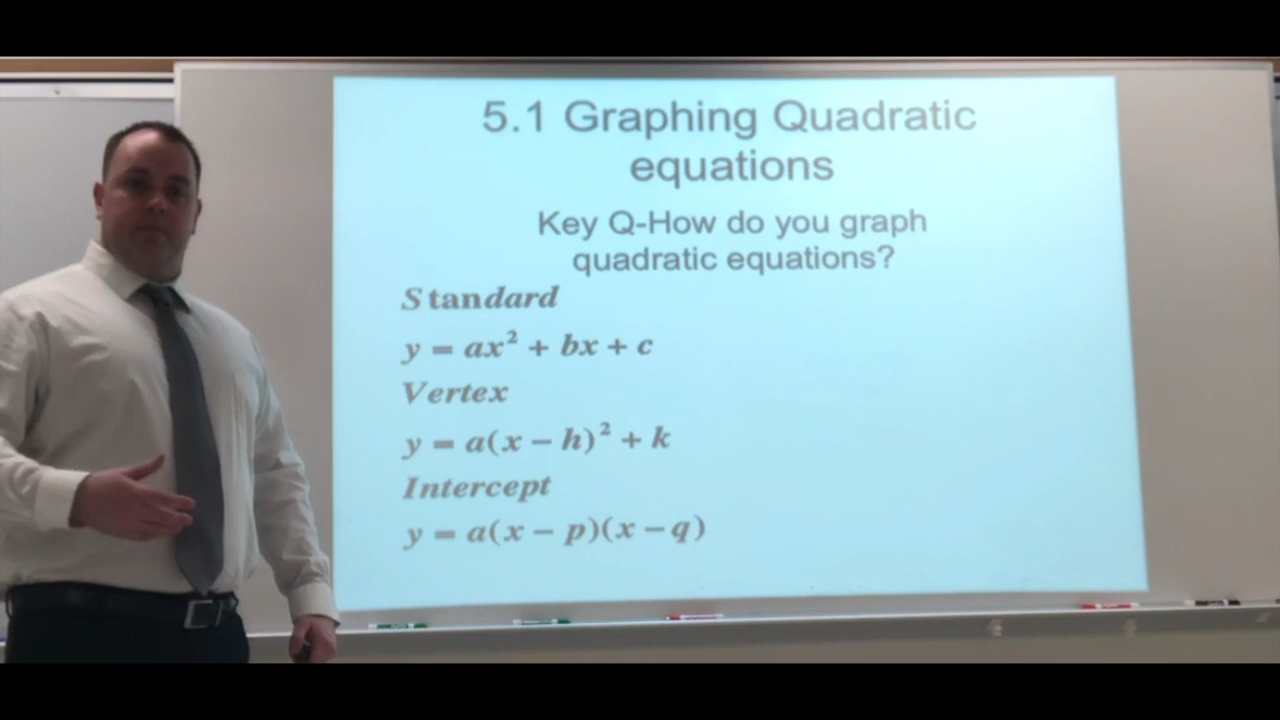 5.1 Graphing Quadratic
equations
Key Q-How do you graph
quadratic equations?
Standard
y = ax² + bx + c
Vertex
y = a(x − h)² + k
Intercept
y = a(x − p)(x − q)